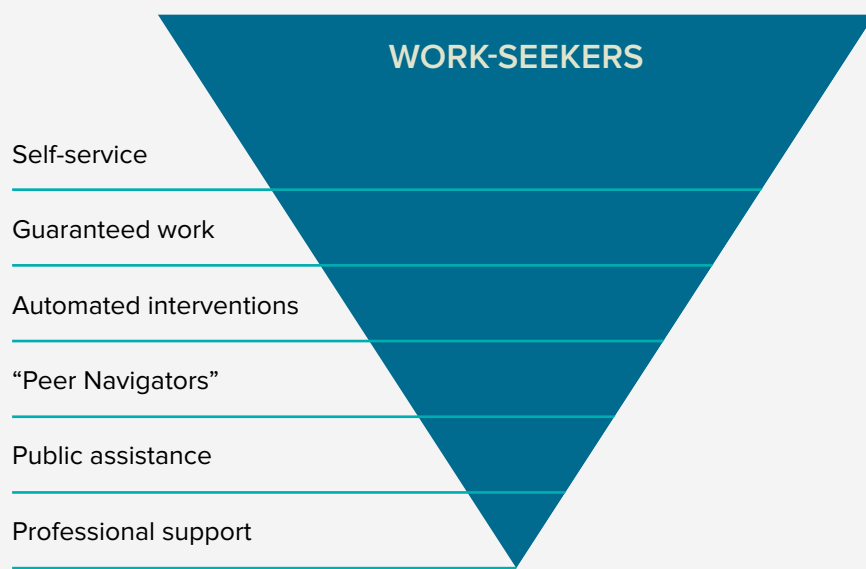 WORK-SEEKERS
Self-service
Guaranteed work
Automated interventions
“Peer Navigators”
Public assistance
Professional support